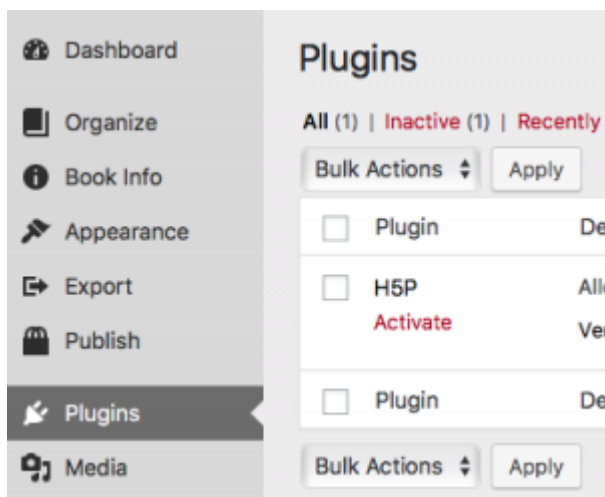 Dashboard
Organize
Book Info
Appearance
Export
Publish
Plugins
Media
Plugins
All (1) | Inactive (1) | Recently
Bulk Actions Apply
Plugin
H5P
Activate
Plugin
Bulk Actions Apply